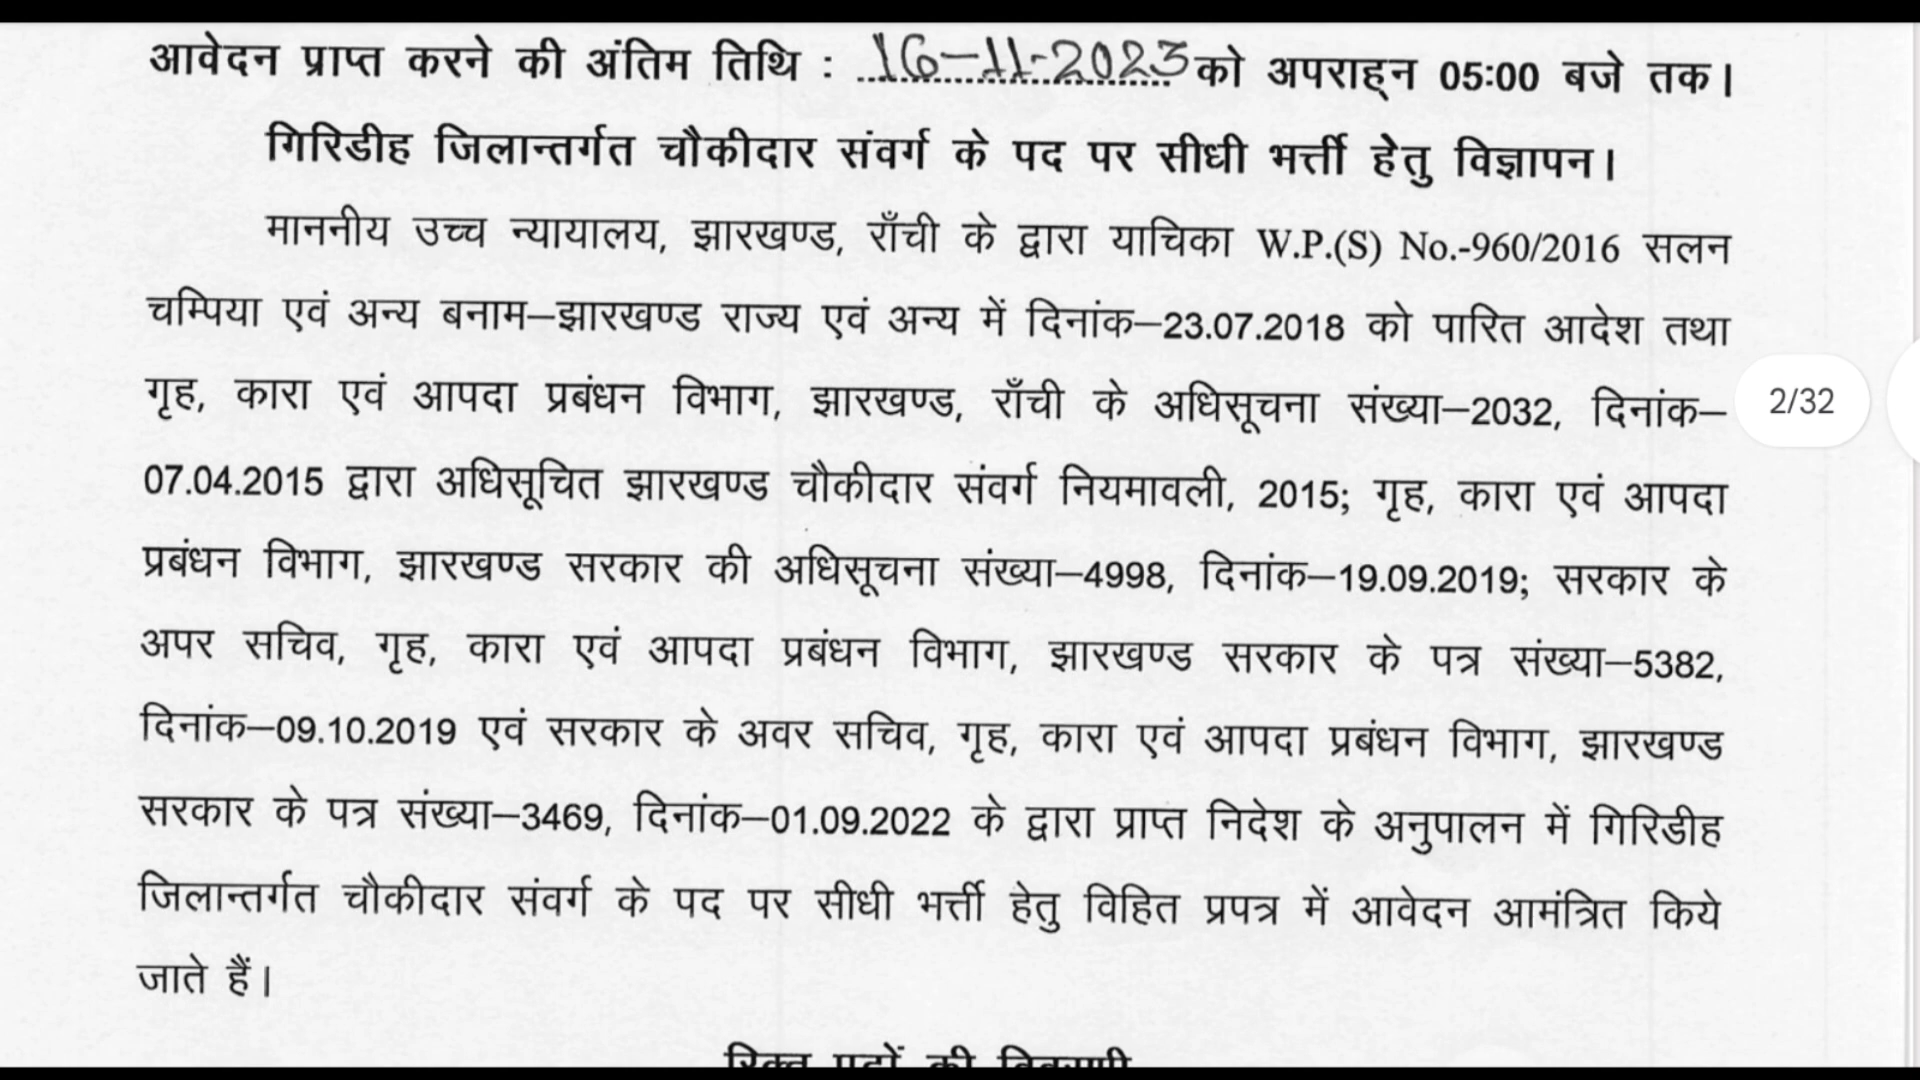 आवेदन प्राप्त करने की अंतिम तिथि : 16-11-2023 को अपराह्न 05:00 बजे तक।
गिरिडीह जिलान्तर्गत चौकीदार संवर्ग के पद पर सीधी भर्त्ती हेतु विज्ञापन।
माननीय उच्च न्यायालय, झारखण्ड, राँची के द्वारा याचिका W.P.(S) No.-960/2016 सलन
चम्पिया एवं अन्य बनाम–झारखण्ड राज्य एवं अन्य में दिनांक–23.07.2018 को पारित आदेश तथा
गृह, कारा एवं आपदा प्रबंधन विभाग, झारखण्ड, राँची के अधिसूचना संख्या–2032, दिनांक–
2/32
07.04.2015 द्वारा अधिसूचित झारखण्ड चौकीदार संवर्ग नियमावली, 2015; गृह, कारा एवं आपदा
प्रबंधन विभाग, झारखण्ड सरकार की अधिसूचना संख्या–4998, दिनांक–19.09.2019; सरकार के
अपर सचिव, गृह, कारा एवं आपदा प्रबंधन विभाग, झारखण्ड सरकार के पत्र संख्या–5382,
दिनांक–09.10.2019 एवं सरकार के अवर सचिव, गृह, कारा एवं आपदा प्रबंधन विभाग, झारखण्ड
सरकार के पत्र संख्या–3469, दिनांक–01.09.2022 के द्वारा प्राप्त निदेश के अनुपालन में गिरिडीह
जिलान्तर्गत चौकीदार संवर्ग के पद पर सीधी भर्त्ती हेतु विहित प्रपत्र में आवेदन आमंत्रित किये
जाते हैं।
रिक्त पदों की विवरणी